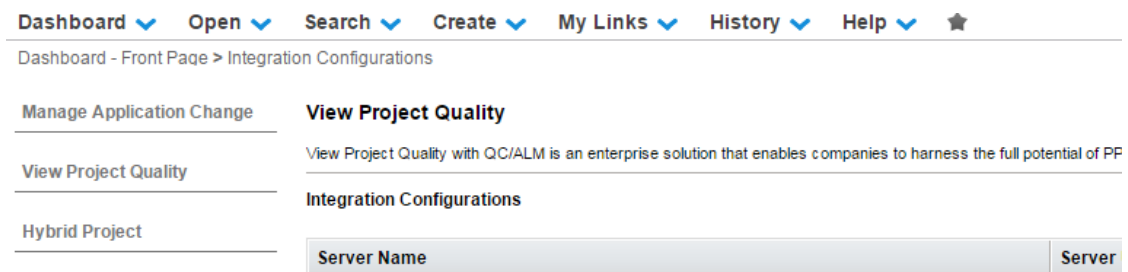 Dashboard Open Search Create My Links History Help
Dashboard - Front Page > Integration Configurations
Manage Application Change
View Project Quality
Hybrid Project
View Project Quality
View Project Quality with QC/ALM is an enterprise solution that enables companies to harness the full potential of PP
Integration Configurations
Server Name Server